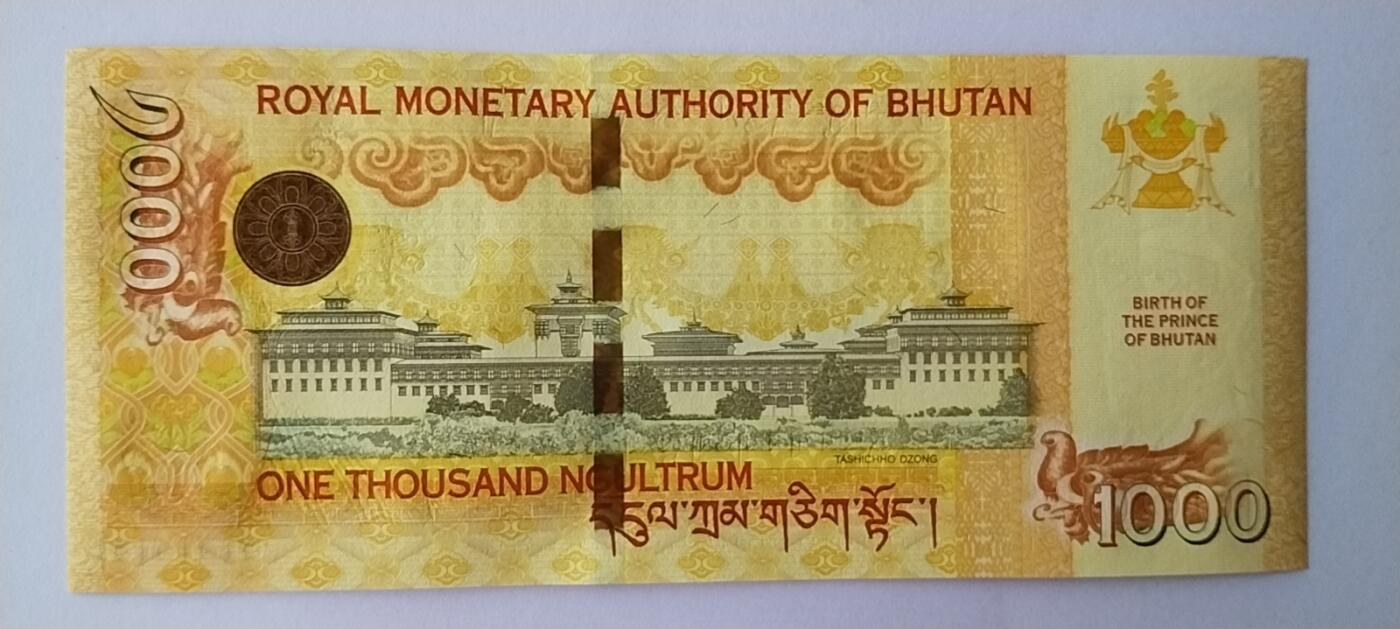 ROYAL MONETARY AUTHORITY OF BHUTAN
༡༠༠༠
BIRTH OF
THE PRINCE
OF BHUTAN
TASHICHHO DZONG
ONE THOUSAND NGULTRUM
དངུལ་ཀྲམ་གཅིག་སྟོང་།
1000